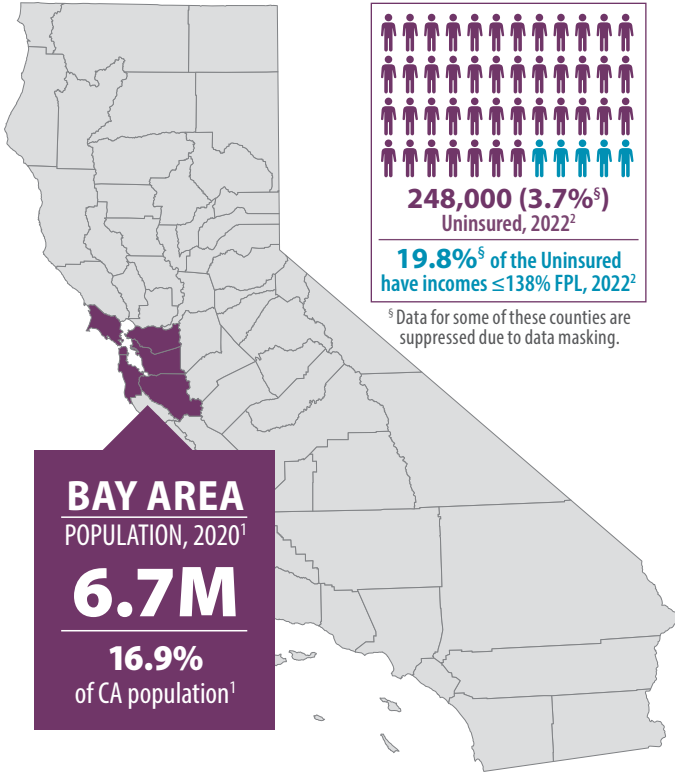 248,000 (3.7%§)
Uninsured, 2022²
19.8%§ of the Uninsured
have incomes ≤138% FPL, 2022²
§ Data for some of these counties are
suppressed due to data masking.
BAY AREA
POPULATION, 2020¹
6.7M
16.9%
of CA population¹